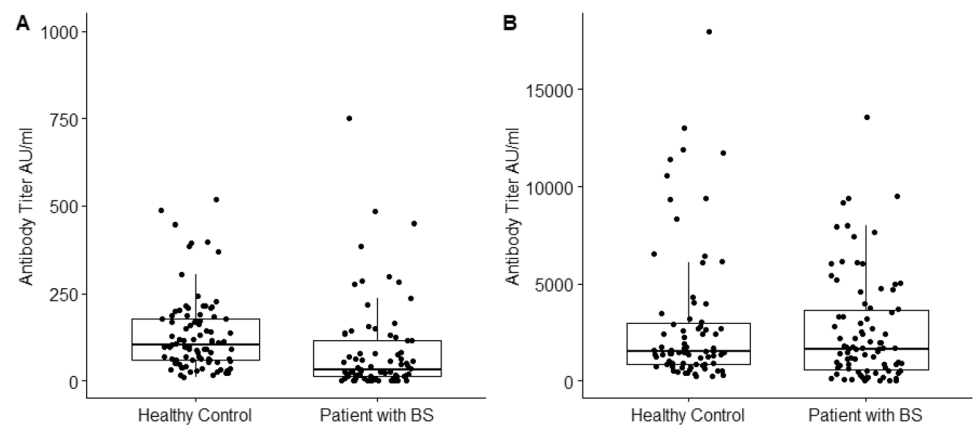 A
Antibody Titer AU/ml
1000
750
500
250
0
Healthy Control
Patient with BS
B
Antibody Titer AU/ml
15000
10000
5000
0
Healthy Control
Patient with BS